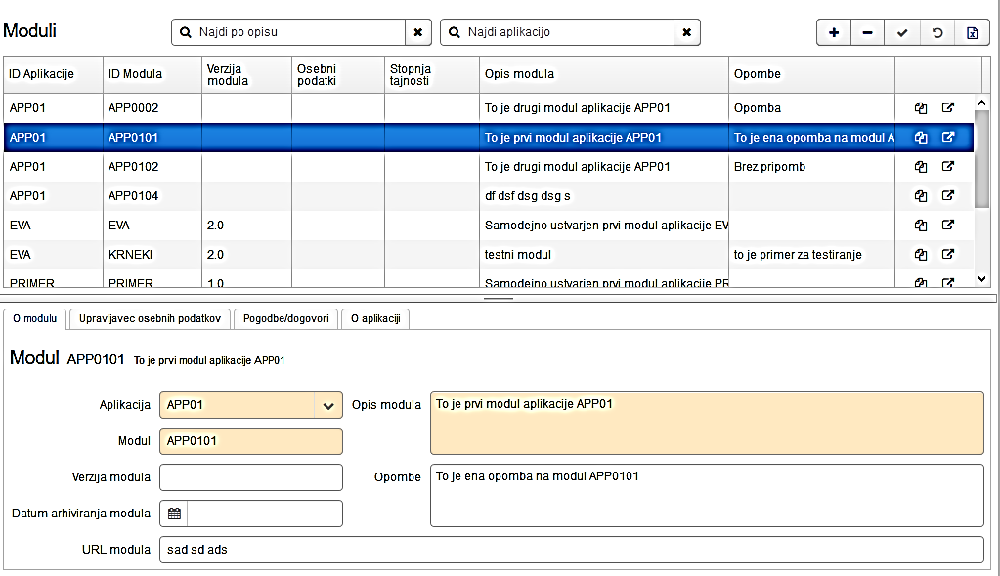 Moduli Najdi po opisu Najdi aplikacijo
ID Aplikacije ID Modula Verzija modula Osebni podatki Stopnja tajnosti Opis modula Opombe
APP01 APP0002 To je drugi modul aplikacije APP01 Opomba
APP01 APP0101 To je prvi modul aplikacije APP01 To je ena opomba na modul A
APP01 APP0102 To je drugi modul aplikacije APP01 Brez pripomb
APP01 APP0104 df dsf dsg dsg s
EVA EVA 2.0 Samodejno ustvarjen prvi modul aplikacije EV
EVA KRNEKI 2.0 testni modul to je primer za testiranje
PRIMER PRIMER 1.0 Samodejno ustvarjen prvi modul aplikacije PR
O modulu Upravljavec osebnih podatkov Pogodbe/dogovori O aplikaciji
Modul APP0101 To je prvi modul aplikacije APP01
Aplikacija APP01 Opis modula To je prvi modul aplikacije APP01
Modul APP0101
Verzija modula Opombe To je ena opomba na modul APP0101
Datum arhiviranja modula
URL modula sad sd ads